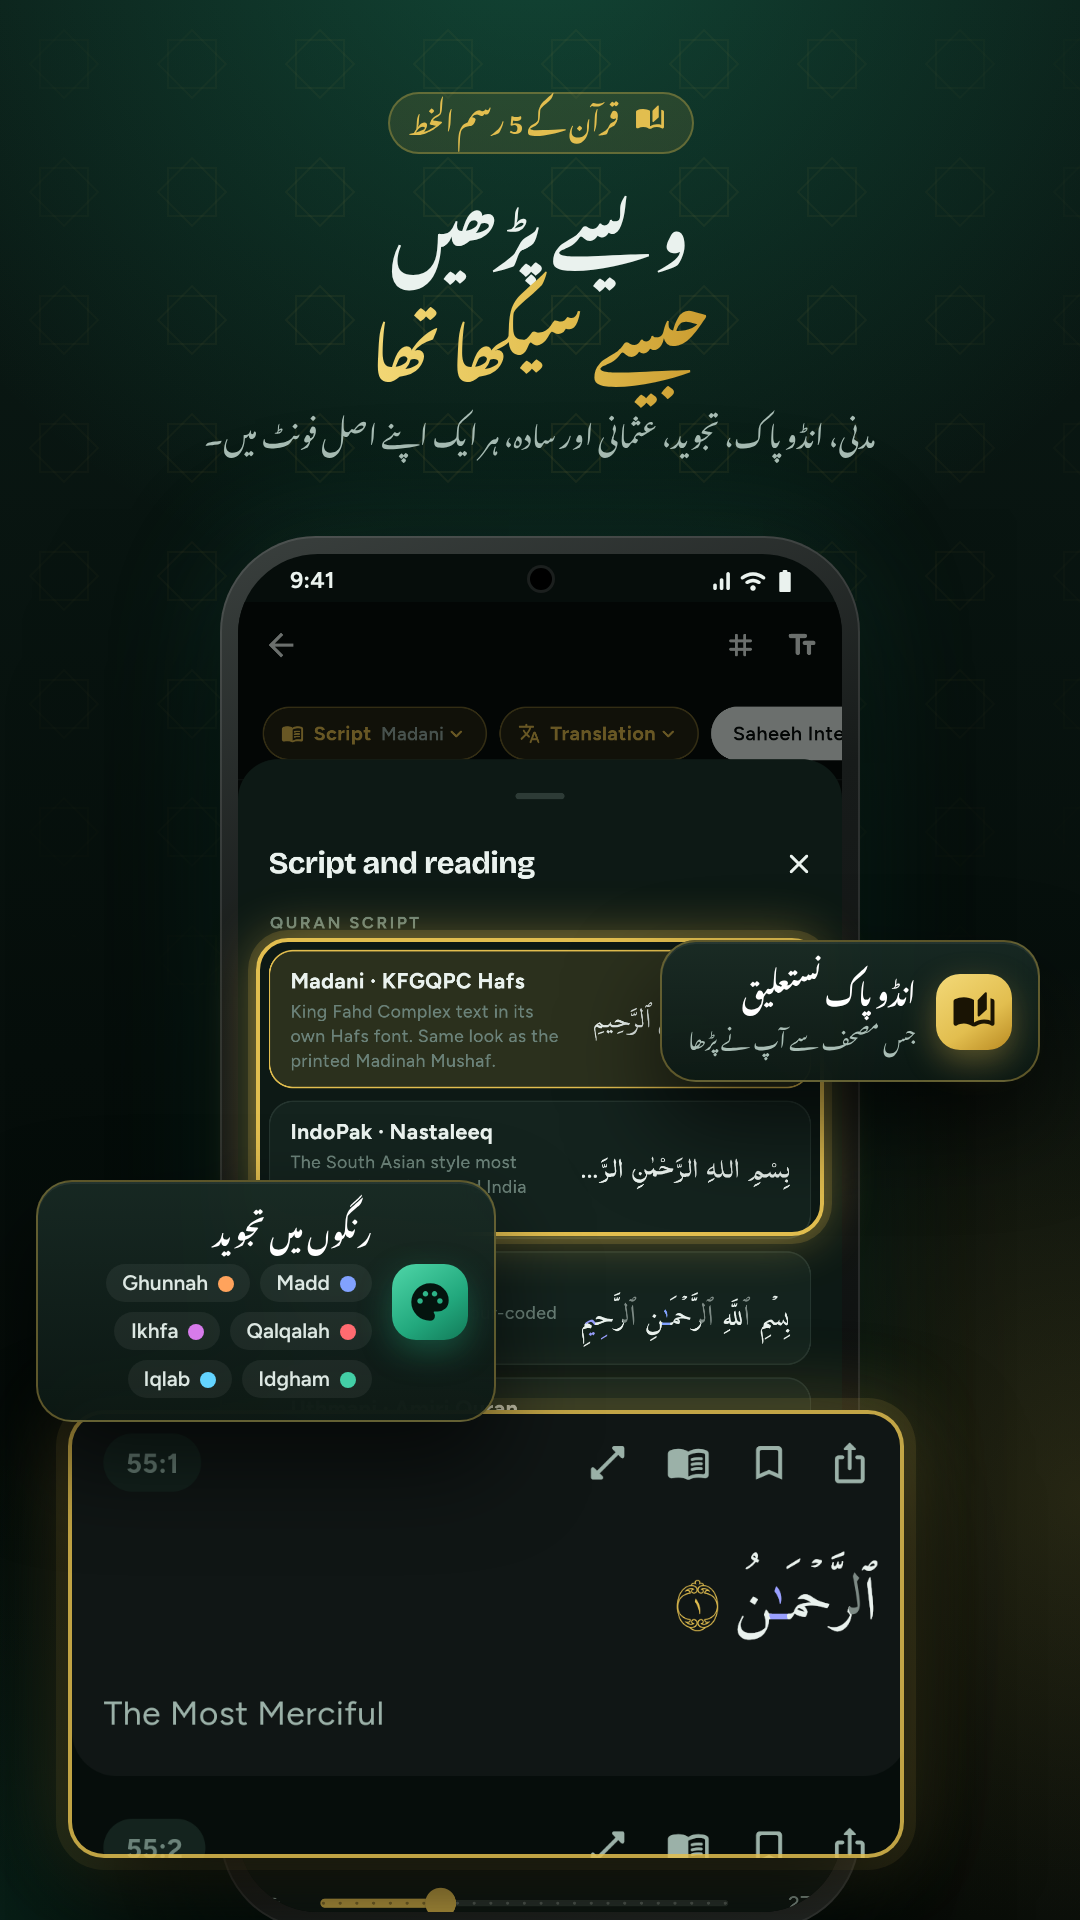 قرآن کے 5 رسم الخط
ویسے پڑھیں
جیسے سیکھا تھا
مدنی، انڈوپاک، تجوید، عثمانی اور سادہ، ہر ایک اپنے اصل فونٹ میں۔
9:41
Script Madani
Translation
Saheeh Inte
Script and reading
QURAN SCRIPT
Madani · KFGQPC Hafs
King Fahd Complex text in its
own Hafs font. Same look as the
printed Madinah Mushaf.
ٱلرَّحِيمِ
انڈوپاک نستعلیق
جس مصحف سے آپ نے پڑھا
IndoPak · Nastaleeq
The South Asian style most
India
بِسْمِ اللهِ الرَّحْمٰنِ الرَّ...
رنگوں میں تجوید
Ghunnah
Madd
Ikhfa
Qalqalah
Iqlab
Idgham
-coded
بِسۡمِ ٱللَّهِ ٱلرَّحۡمَـٰنِ ٱلرَّحِيمِ
55:1
ٱلرَّحۡمَـٰنُ ١
The Most Merciful
55:2